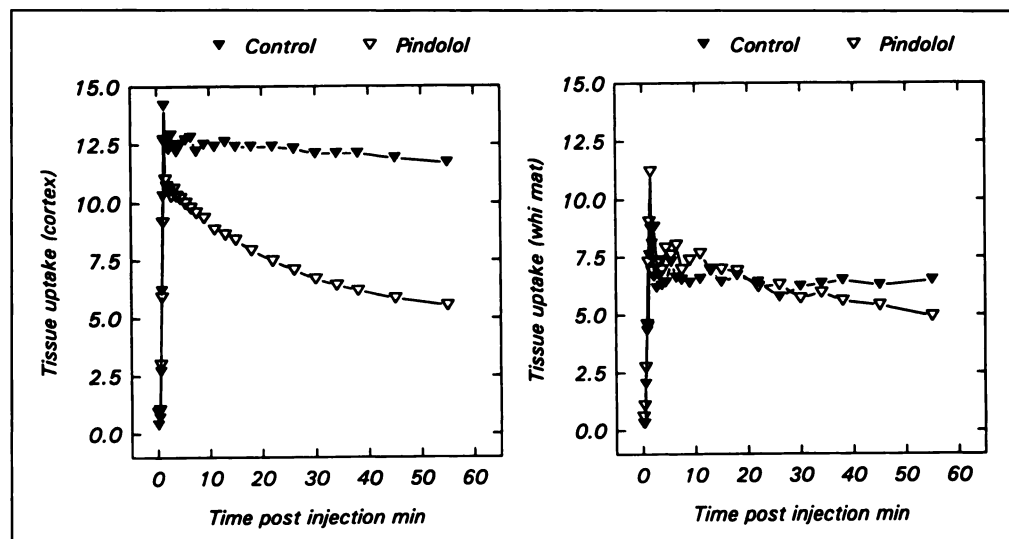 Control Pindolol
15.0
12.5
10.0
7.5
5.0
2.5
0.0
Tissue uptake (cortex)
0 10 20 30 40 50 60
Time post injection min
Control Pindolol
15.0
12.5
10.0
7.5
5.0
2.5
0.0
Tissue uptake (whi mat)
0 10 20 30 40 50 60
Time post injection min